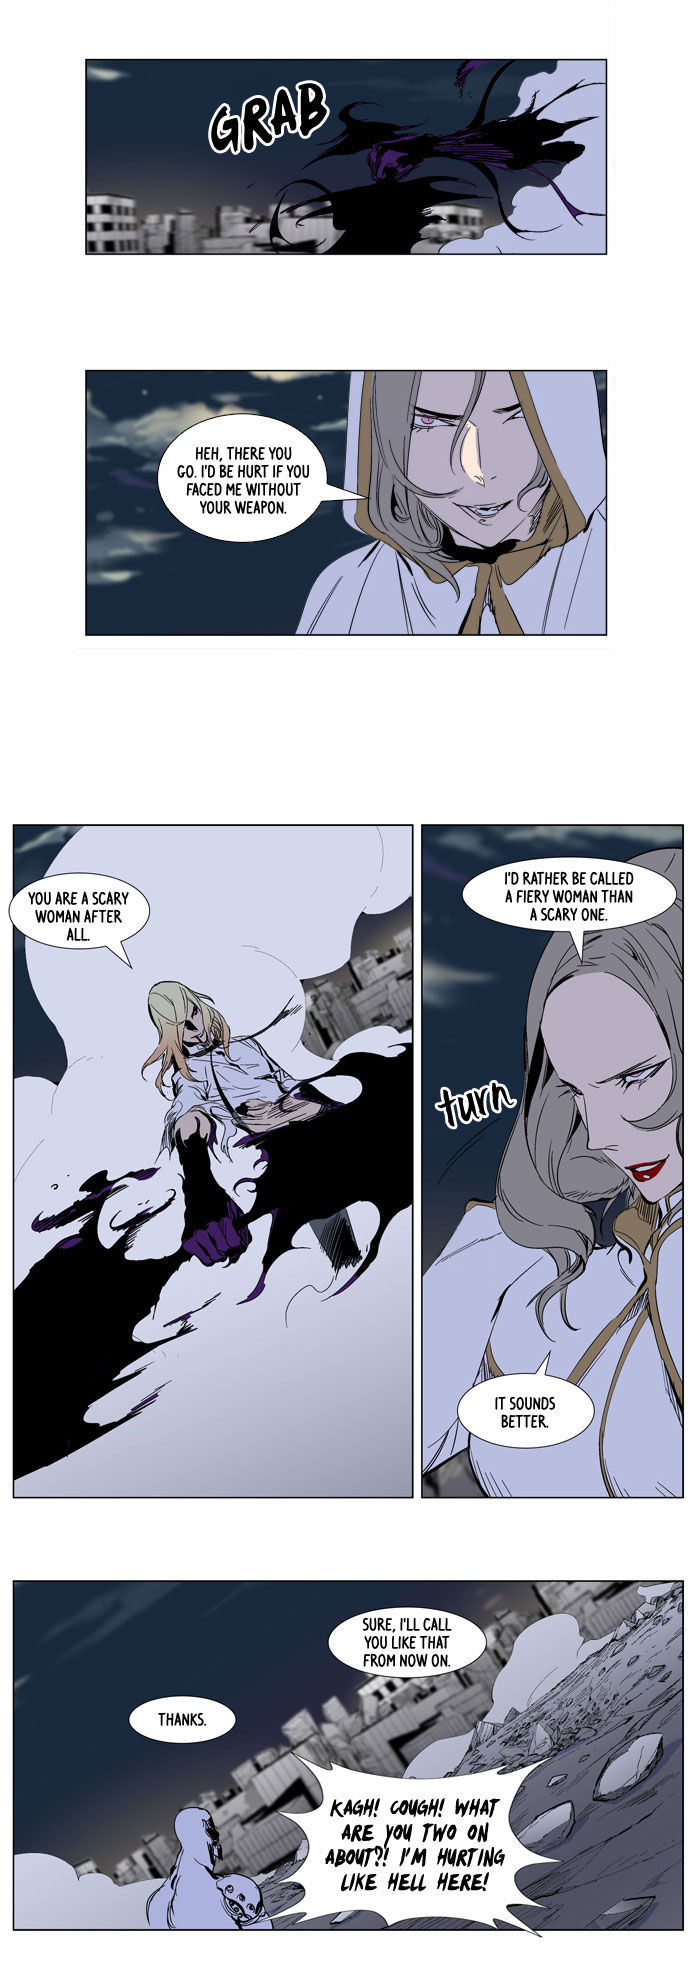 GRAB
HEH, THERE YOU
GO. I'D BE HURT IF YOU
FACED ME WITHOUT
YOUR WEAPON.
YOU ARE A SCARY
WOMAN AFTER
ALL.
I'D RATHER BE CALLED
A FIERY WOMAN THAN
A SCARY ONE.
turn
IT SOUNDS
BETTER.
SURE, I'LL CALL
YOU LIKE THAT
FROM NOW ON.
THANKS.
KAGH! COUGH! WHAT
ARE YOU TWO ON
ABOUT?! I'M HURTING
LIKE HELL HERE!